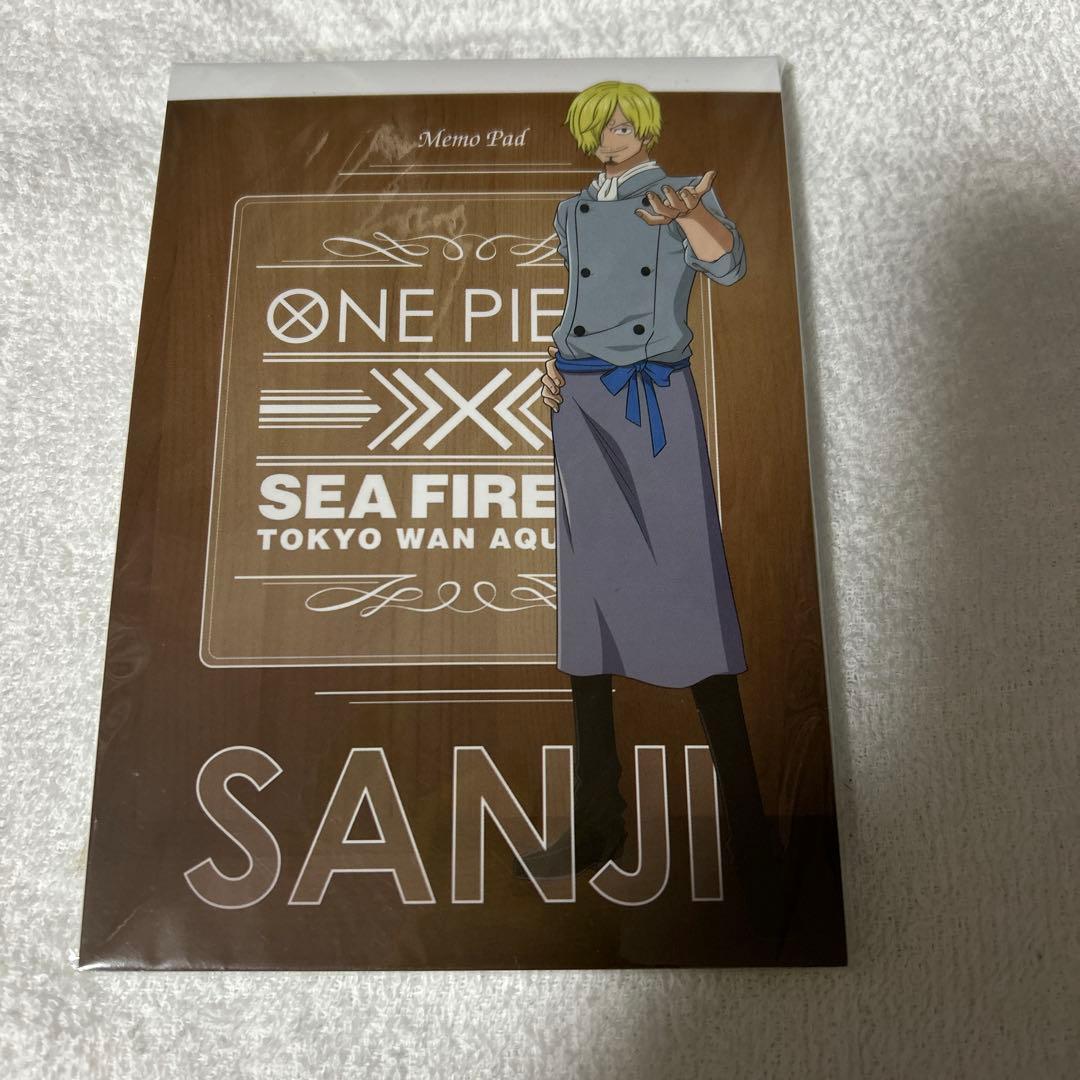 Memo Pad
ONE PIE
SEA FIRE
TOKYO WAN AQU
SANJI